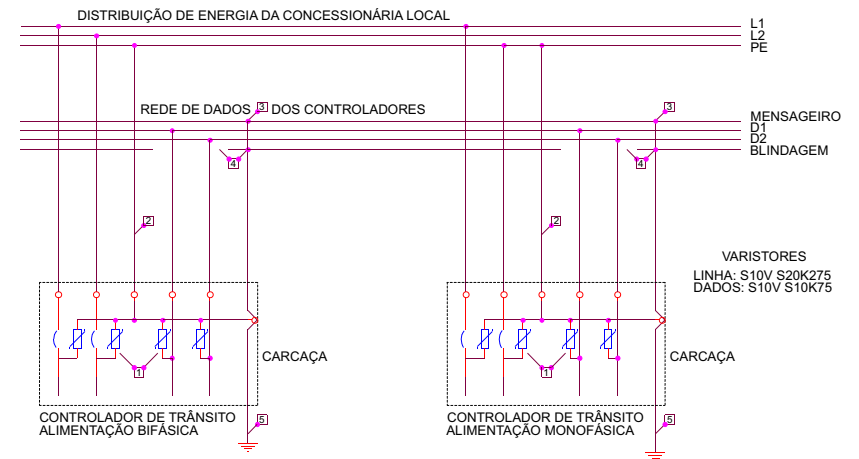 DISTRIBUIÇÃO DE ENERGIA DA CONCESSIONÁRIA LOCAL
L1
L2
PE
REDE DE DADOS 3 DOS CONTROLADORES
3
MENSAGEIRO
D1
D2
BLINDAGEM
4
4
2
2
VARISTORES
LINHA: S10V S20K275
DADOS: S10V S10K75
CARCAÇA
CARCAÇA
1
1
CONTROLADOR DE TRÂNSITO
ALIMENTAÇÃO BIFÁSICA
5
CONTROLADOR DE TRÂNSITO
ALIMENTAÇÃO MONOFÁSICA
5